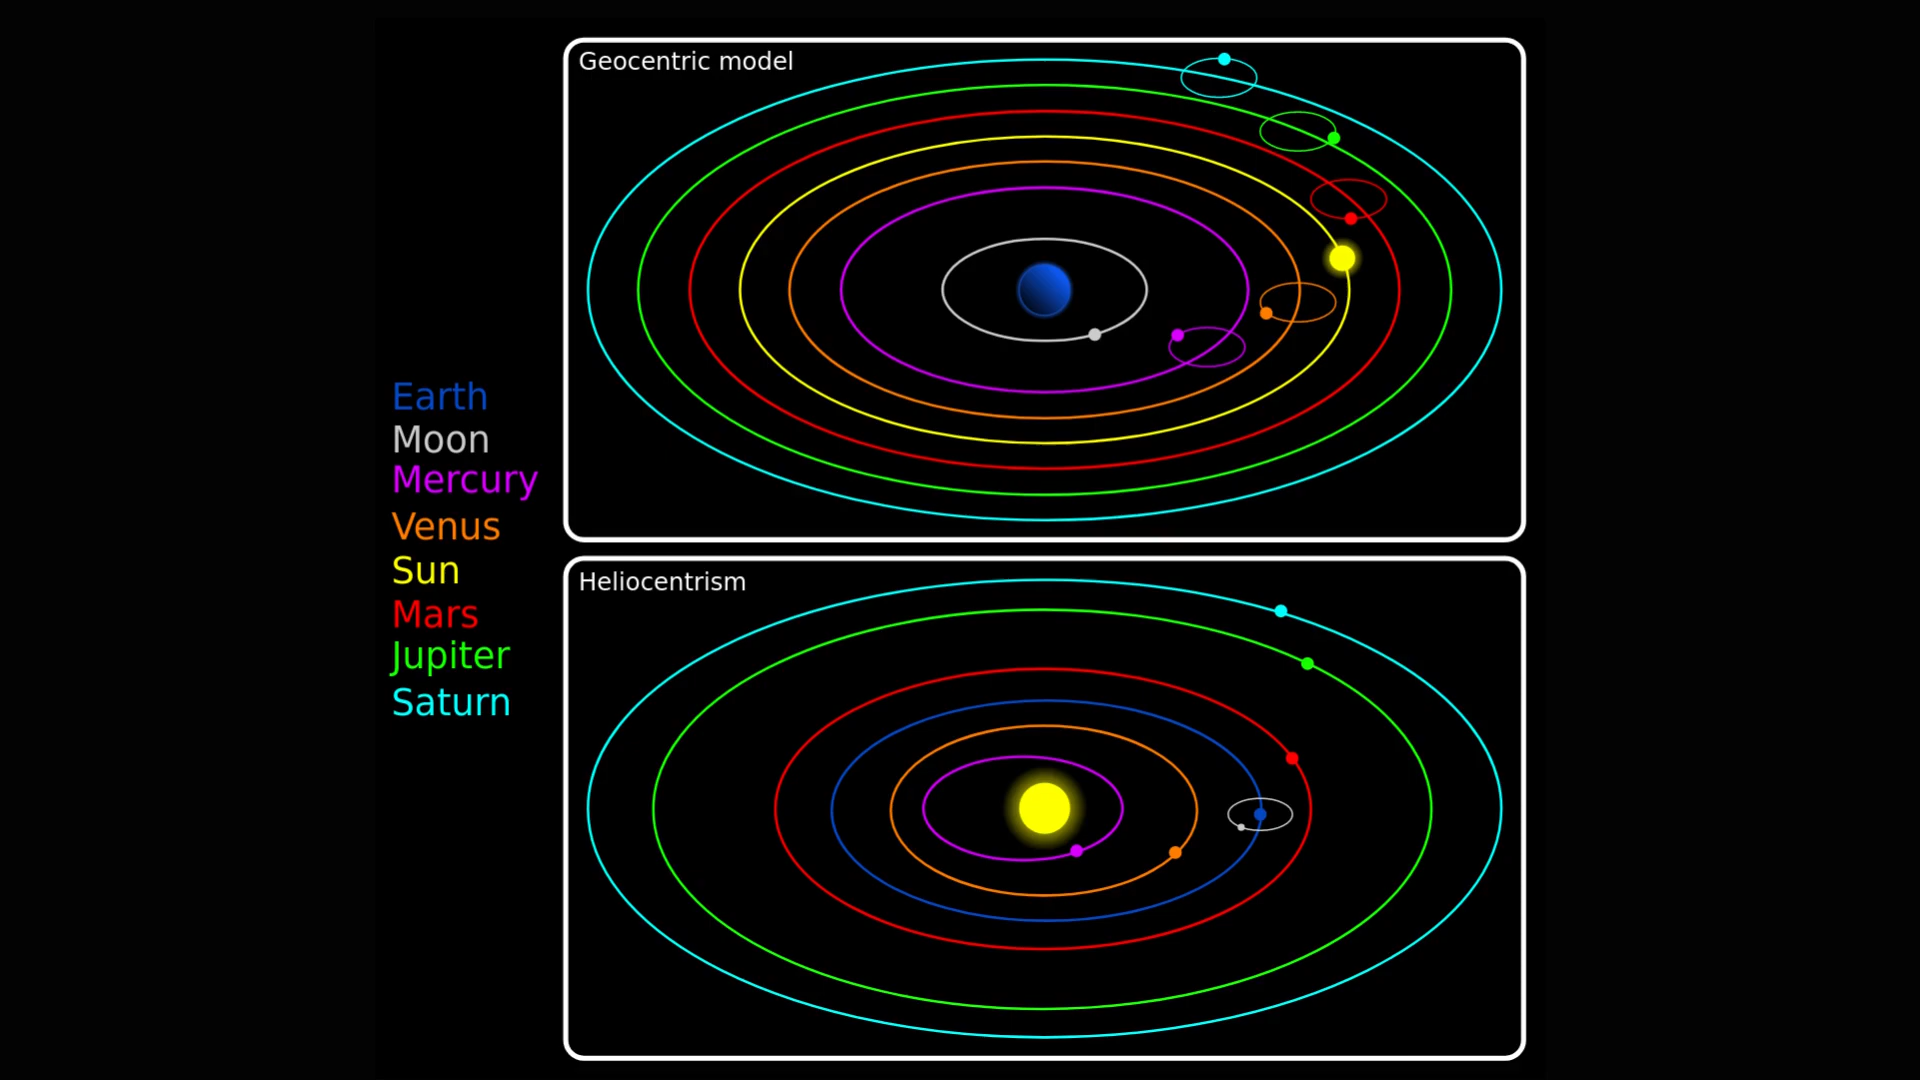 Geocentric model
Earth
Moon
Mercury
Venus
Sun
Mars
Jupiter
Saturn
Heliocentrism